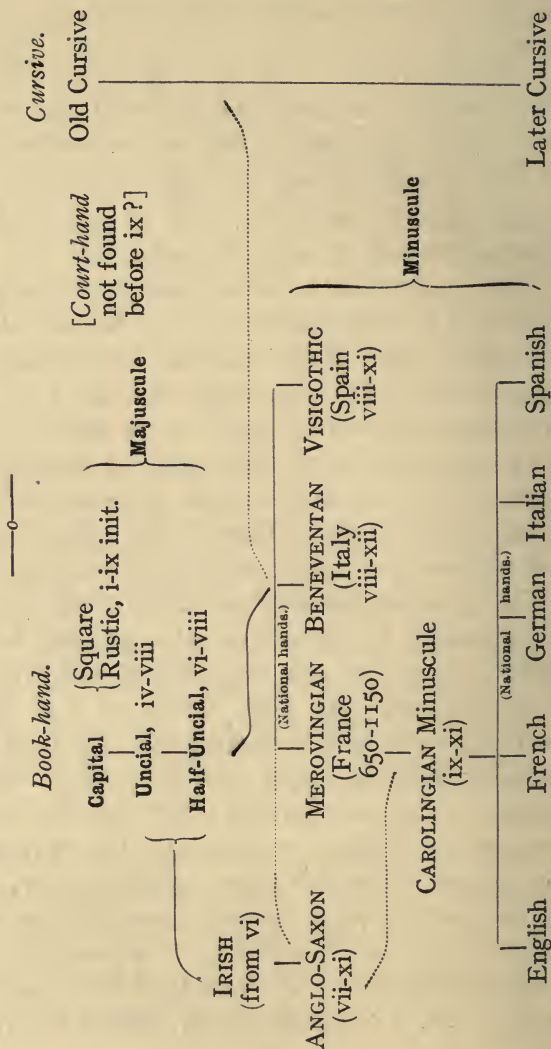 Book-hand.
Cursive.
Capital {Square
Rustic, i-ix init.
Uncial, iv-viii
Half-Uncial, vi-viii
Majuscule
[Court-hand
not found
before ix ?]
Old Cursive
IRISH
(from vi)
(National hands.)
ANGLO-SAXON
(vii-xi)
MEROVINGIAN
(France
650-1150)
BENEVENTAN
(Italy
viii-xii)
VISIGOTHIC
(Spain
viii-xi)
Minuscule
CAROLINGIAN Minuscule
(ix-xi)
(National hands.)
English
French
German
Italian
Spanish
Later Cursive